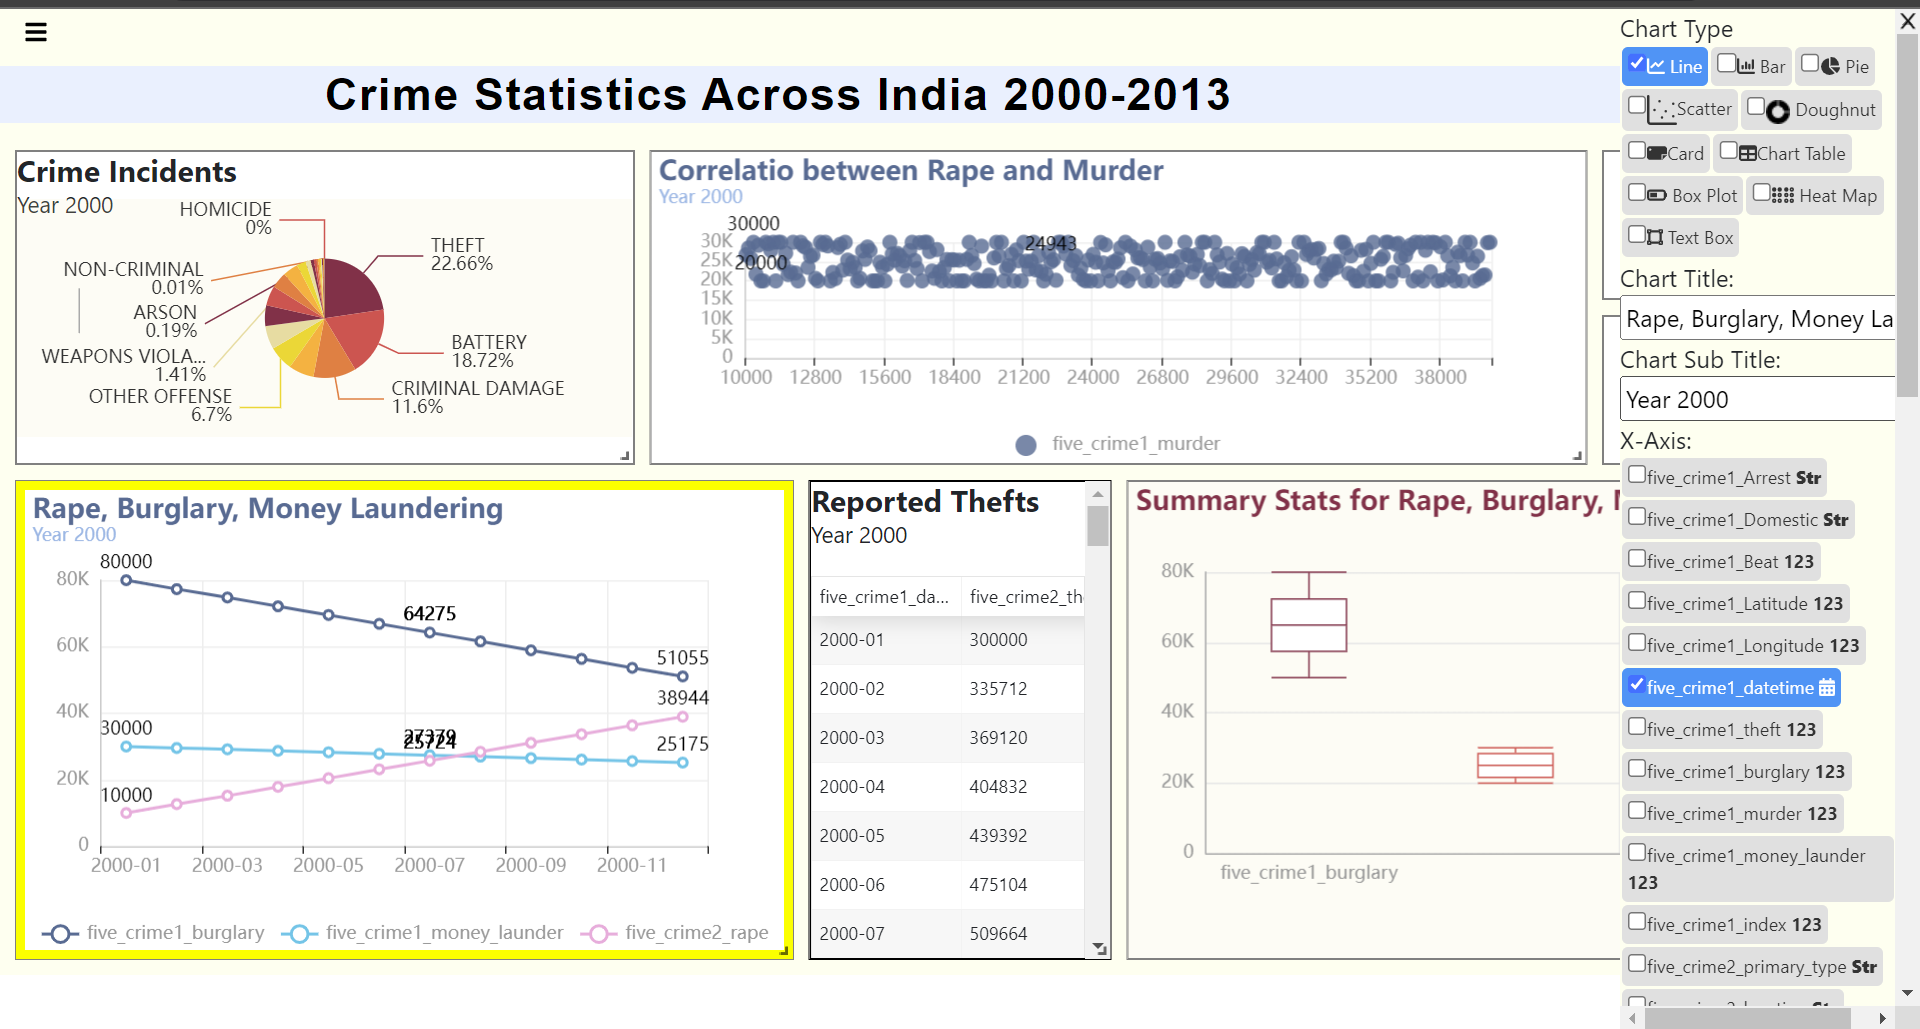 Crime Statistics Across India 2000-2013
Crime Incidents
Year 2000
HOMICIDE
0%
THEFT
22.66%
NON-CRIMINAL
0.01%
ARSON
0.19%
BATTERY
18.72%
WEAPONS VIOLA...
1.41%
CRIMINAL DAMAGE
11.6%
OTHER OFFENSE
6.7%
Correlatio between Rape and Murder
Year 2000
30000
24943
20000
30K
25K
20K
15K
10K
5K
0
10000 12800 15600 18400 21200 24000 26800 29600 32400 35200 38000
five_crime1_murder
Rape, Burglary, Money Laundering
Year 2000
80000
64275
51055
38944
30000
27379
25724
25175
10000
80K
60K
40K
20K
0
2000-01 2000-03 2000-05 2000-07 2000-09 2000-11
five_crime1_burglary five_crime1_money_launder five_crime2_rape
Reported Thefts
Year 2000
five_crime1_da... five_crime2_th
2000-01 300000
2000-02 335712
2000-03 369120
2000-04 404832
2000-05 439392
2000-06 475104
2000-07 509664
Summary Stats for Rape, Burglary,
80K
60K
40K
20K
0
five_crime1_burglary
X
Chart Type
Line Bar Pie
Scatter Doughnut
Card Chart Table
Box Plot Heat Map
Text Box
Chart Title:
Rape, Burglary, Money La
Chart Sub Title:
Year 2000
X-Axis:
five_crime1_Arrest Str
five_crime1_Domestic Str
five_crime1_Beat 123
five_crime1_Latitude 123
five_crime1_Longitude 123
five_crime1_datetime
five_crime1_theft 123
five_crime1_burglary 123
five_crime1_murder 123
five_crime1_money_launder
123
five_crime1_index 123
five_crime2_primary_type Str